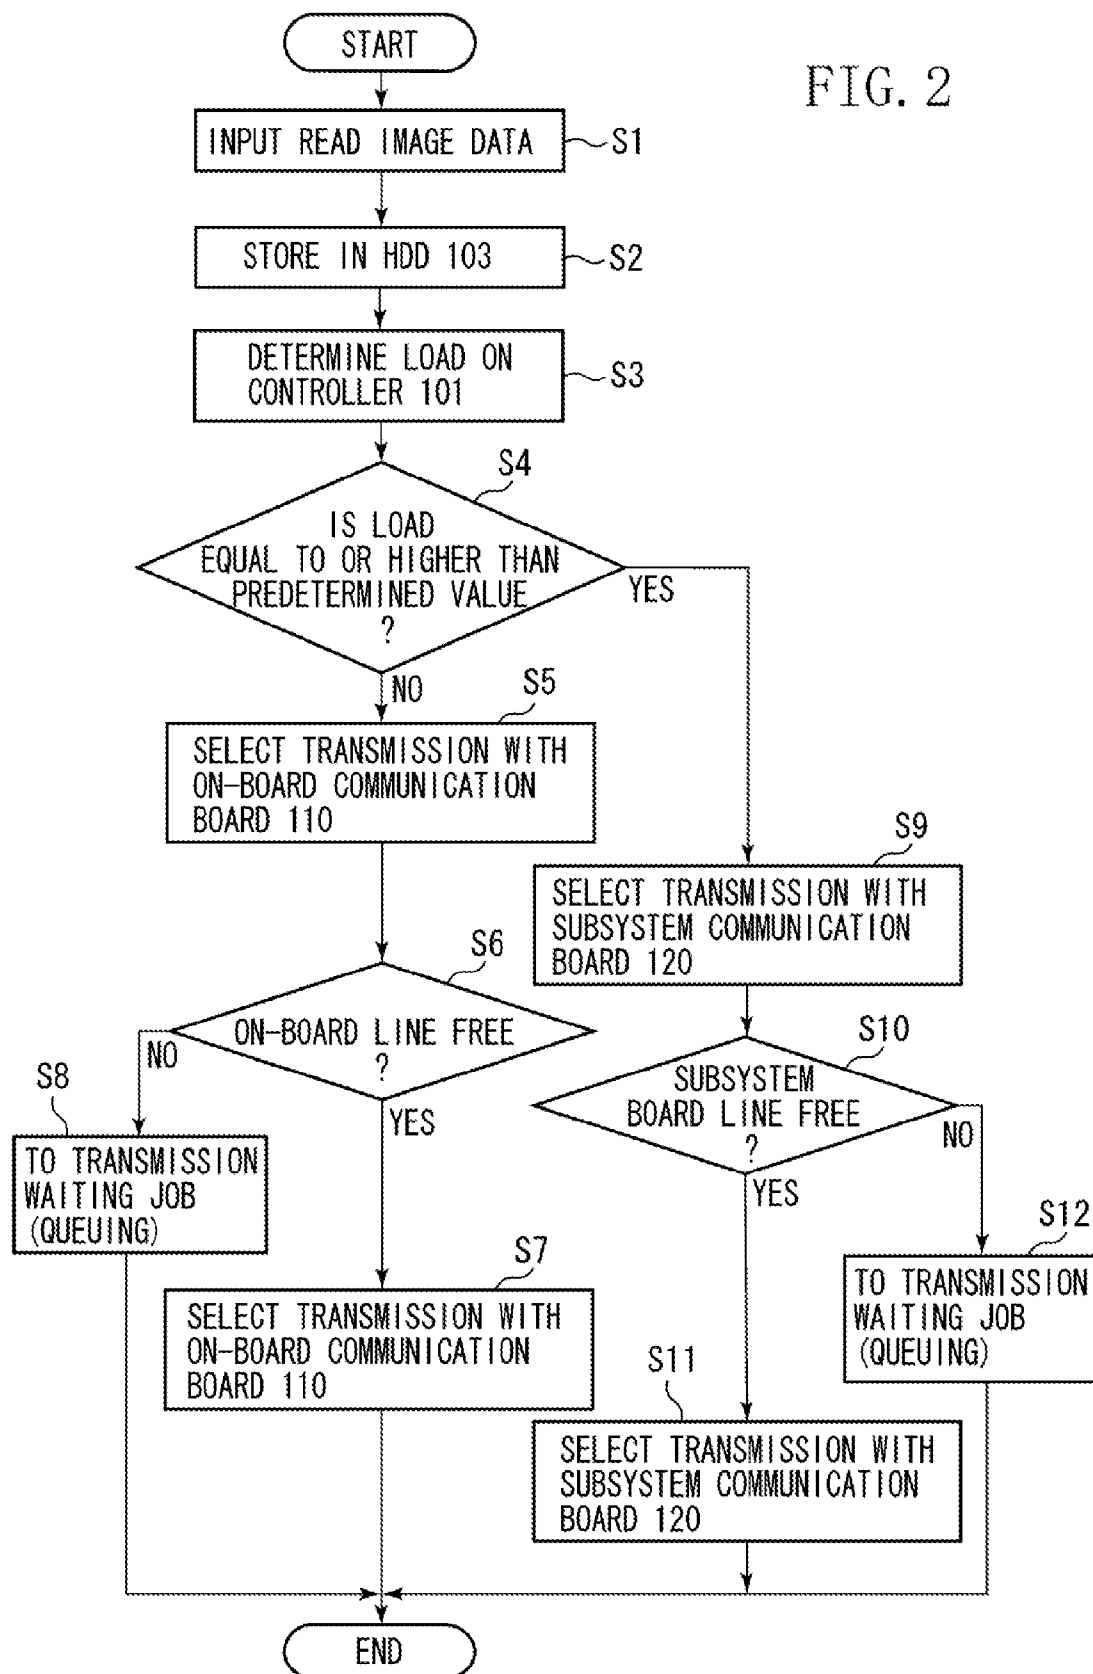 START
FIG. 2
INPUT READ IMAGE DATA
S1
STORE IN HDD 103
S2
DETERMINE LOAD ON
CONTROLLER 101
S3
S4
IS LOAD
EQUAL TO OR HIGHER THAN
PREDETERMINED VALUE
?
YES
NO
S5
SELECT TRANSMISSION WITH
ON-BOARD COMMUNICATION
BOARD 110
S9
SELECT TRANSMISSION WITH
SUBSYSTEM COMMUNICATION
BOARD 120
S6
ON-BOARD LINE FREE
?
NO
YES
S10
SUBSYSTEM
BOARD LINE FREE
?
NO
YES
S8
TO TRANSMISSION
WAITING JOB
(QUEUING)
S7
SELECT TRANSMISSION WITH
ON-BOARD COMMUNICATION
BOARD 110
S12
TO TRANSMISSION
WAITING JOB
(QUEUING)
S11
SELECT TRANSMISSION WITH
SUBSYSTEM COMMUNICATION
BOARD 120
END